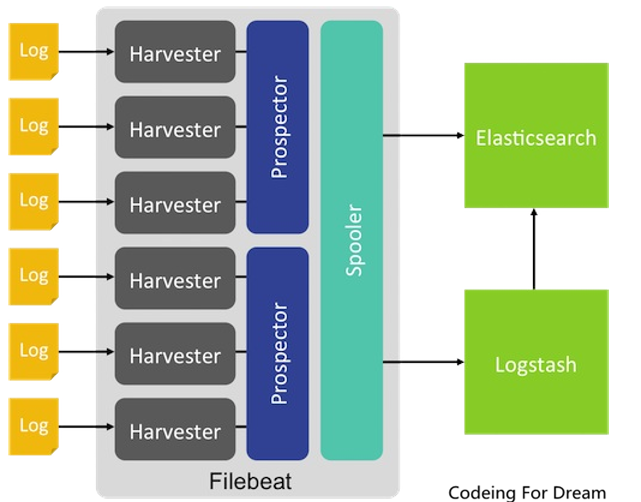 Log
Harvester
Log
Harvester
Log
Harvester
Prospector
Log
Harvester
Log
Harvester
Log
Harvester
Prospector
Spooler
Filebeat
Elasticsearch
Logstash
Codeing For Dream